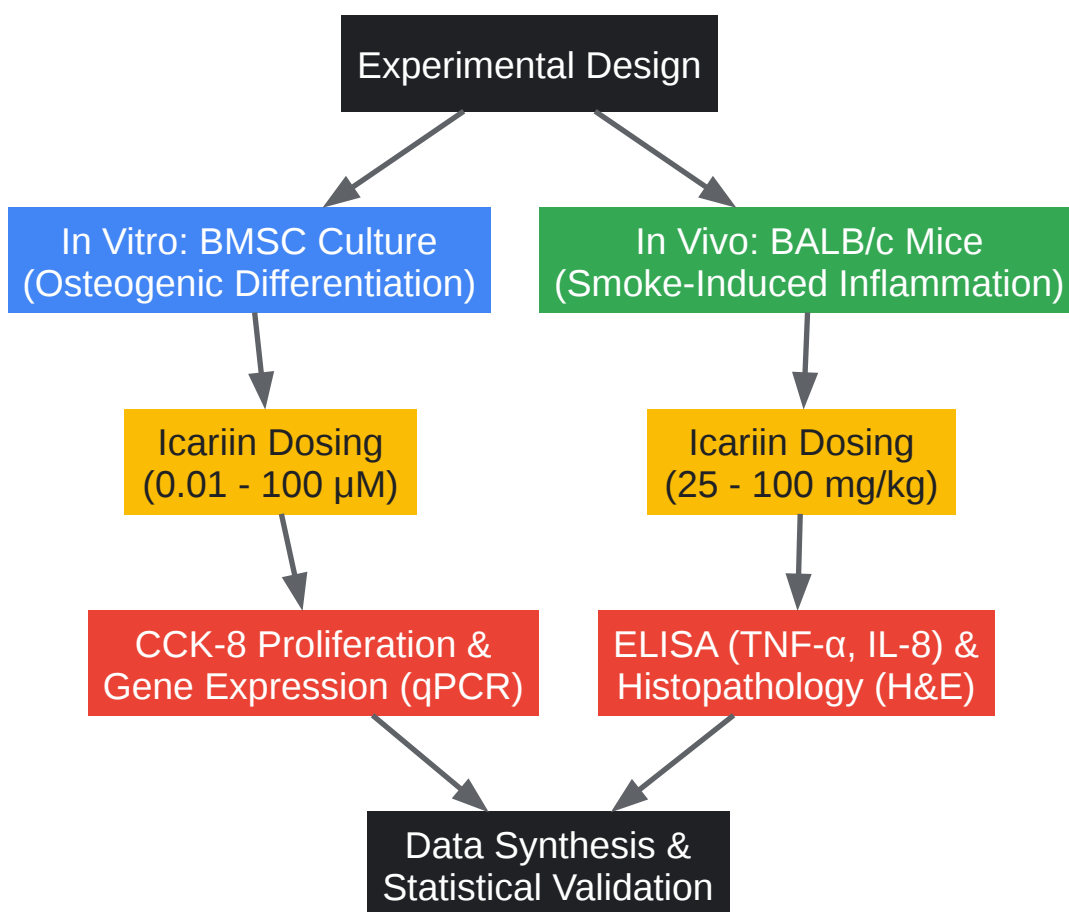 Experimental Design
In Vitro: BMSC Culture
(Osteogenic Differentiation)
In Vivo: BALB/c Mice
(Smoke-Induced Inflammation)
Icariin Dosing
(0.01 - 100 μM)
Icariin Dosing
(25 - 100 mg/kg)
CCK-8 Proliferation &
Gene Expression (qPCR)
ELISA (TNF-α, IL-8) &
Histopathology (H&E)
Data Synthesis &
Statistical Validation